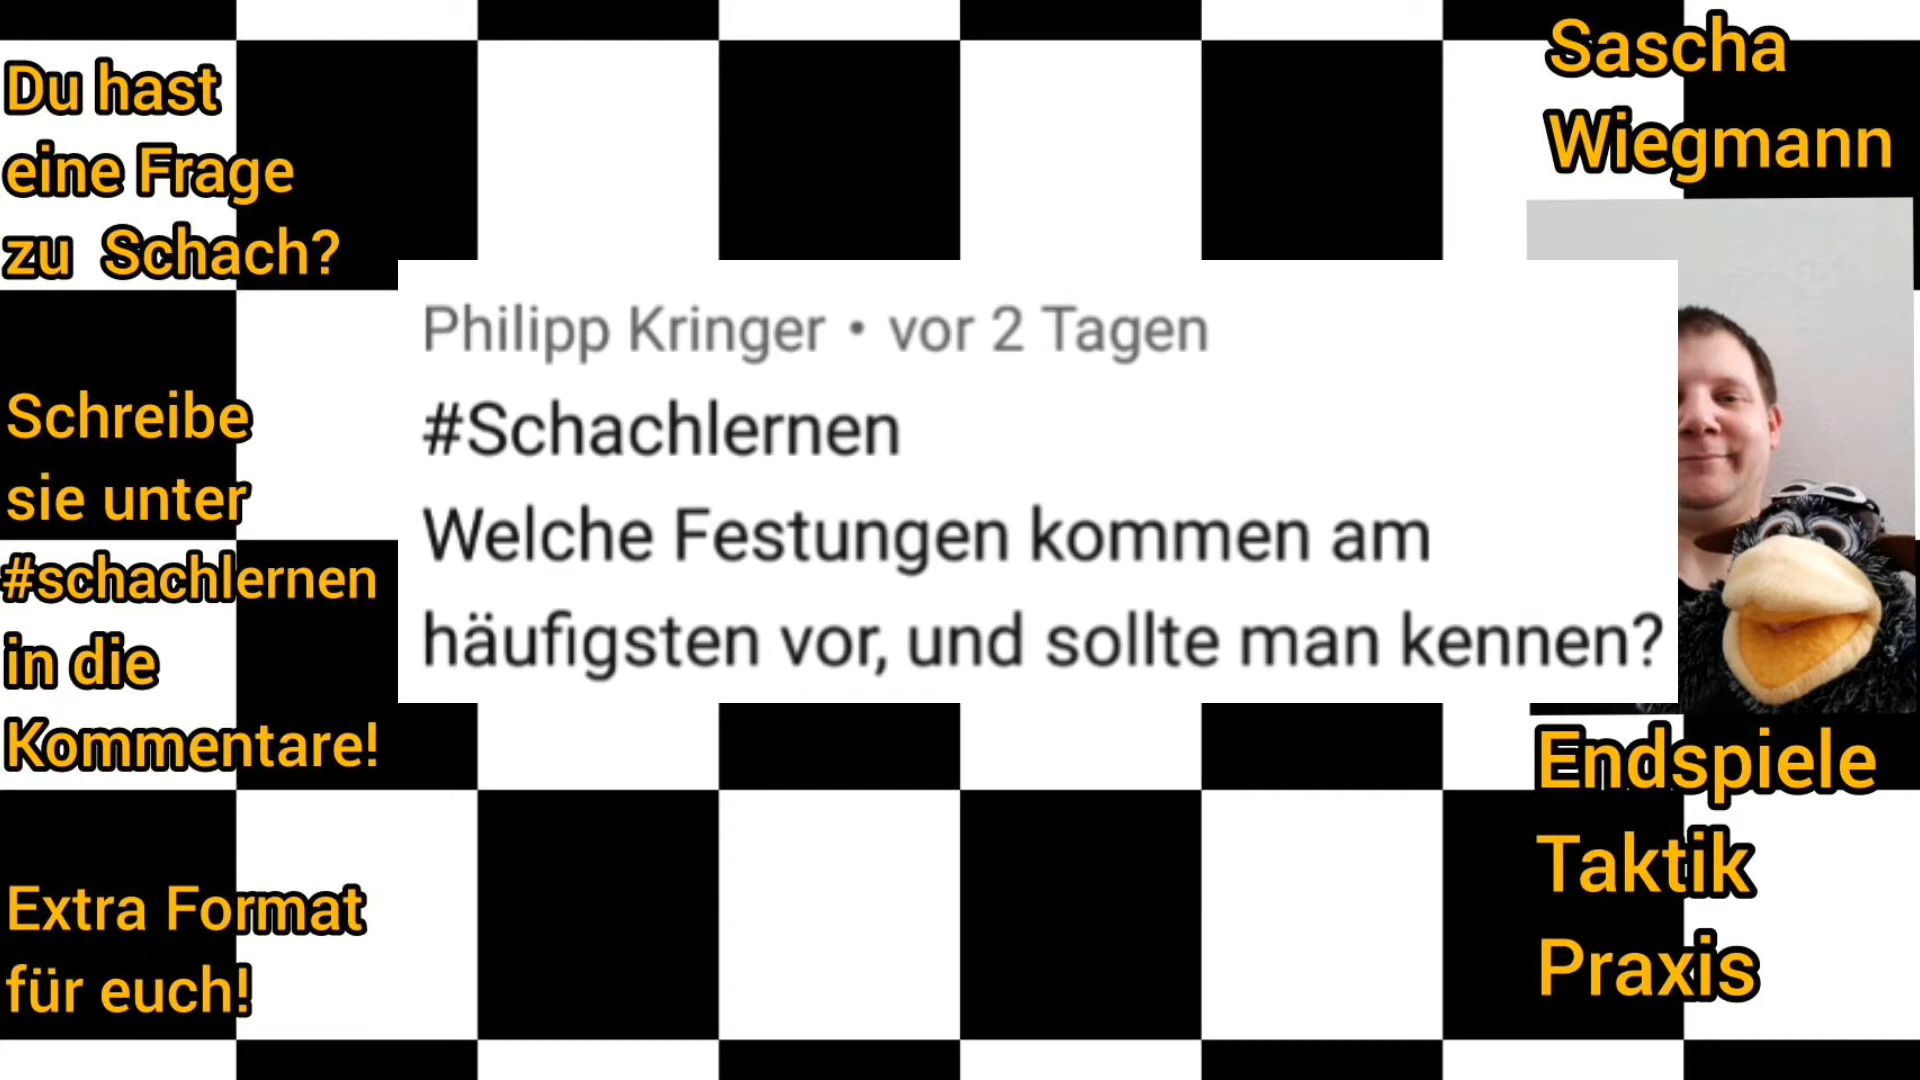 Du hast
eine Frage
zu Schach?
Schreibe
sie unter
#schachlernen
in die
Kommentare!
Extra Format
für euch!
Philipp Kringer • vor 2 Tagen
#Schachlernen
Welche Festungen kommen am
häufigsten vor, und sollte man kennen?
Sascha
Wiegmann
Endspiele
Taktik
Praxis